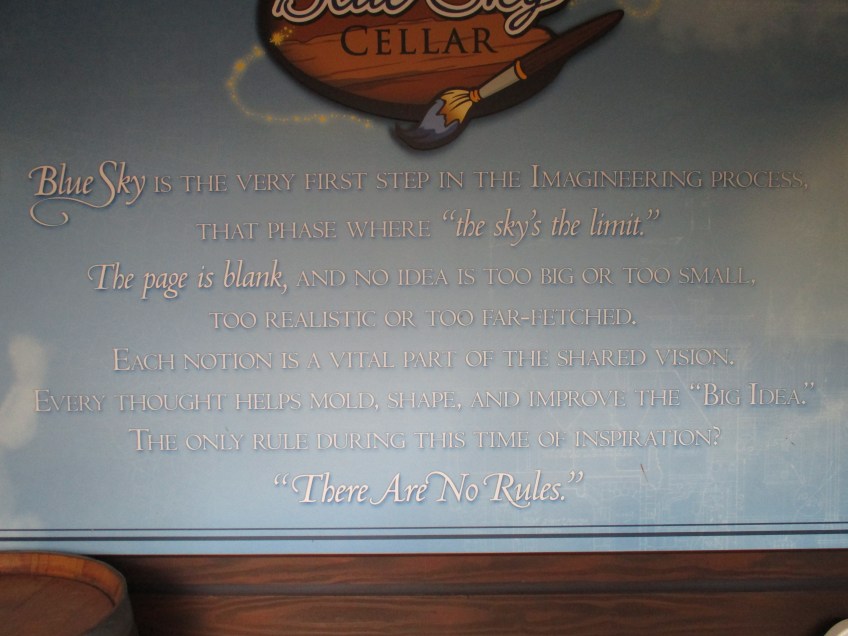 Blue Sky
CELLAR
Blue Sky IS THE VERY FIRST STEP IN THE IMAGINEERING PROCESS,
THAT PHASE WHERE “the sky's the limit.”
The page is blank, AND NO IDEA IS TOO BIG OR TOO SMALL,
TOO REALISTIC OR TOO FAR-FETCHED.
EACH NOTION IS A VITAL PART OF THE SHARED VISION.
EVERY THOUGHT HELPS MOLD, SHAPE, AND IMPROVE THE “BIG IDEA.”
THE ONLY RULE DURING THIS TIME OF INSPIRATION?
“There Are No Rules.”